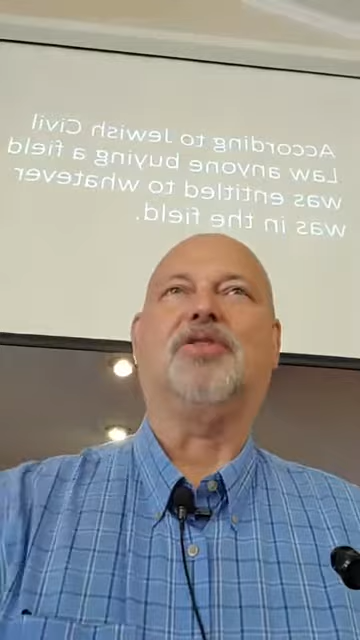 According to Jewish Civil
Law anyone buying a field
was entitled to whatever
was in the field.